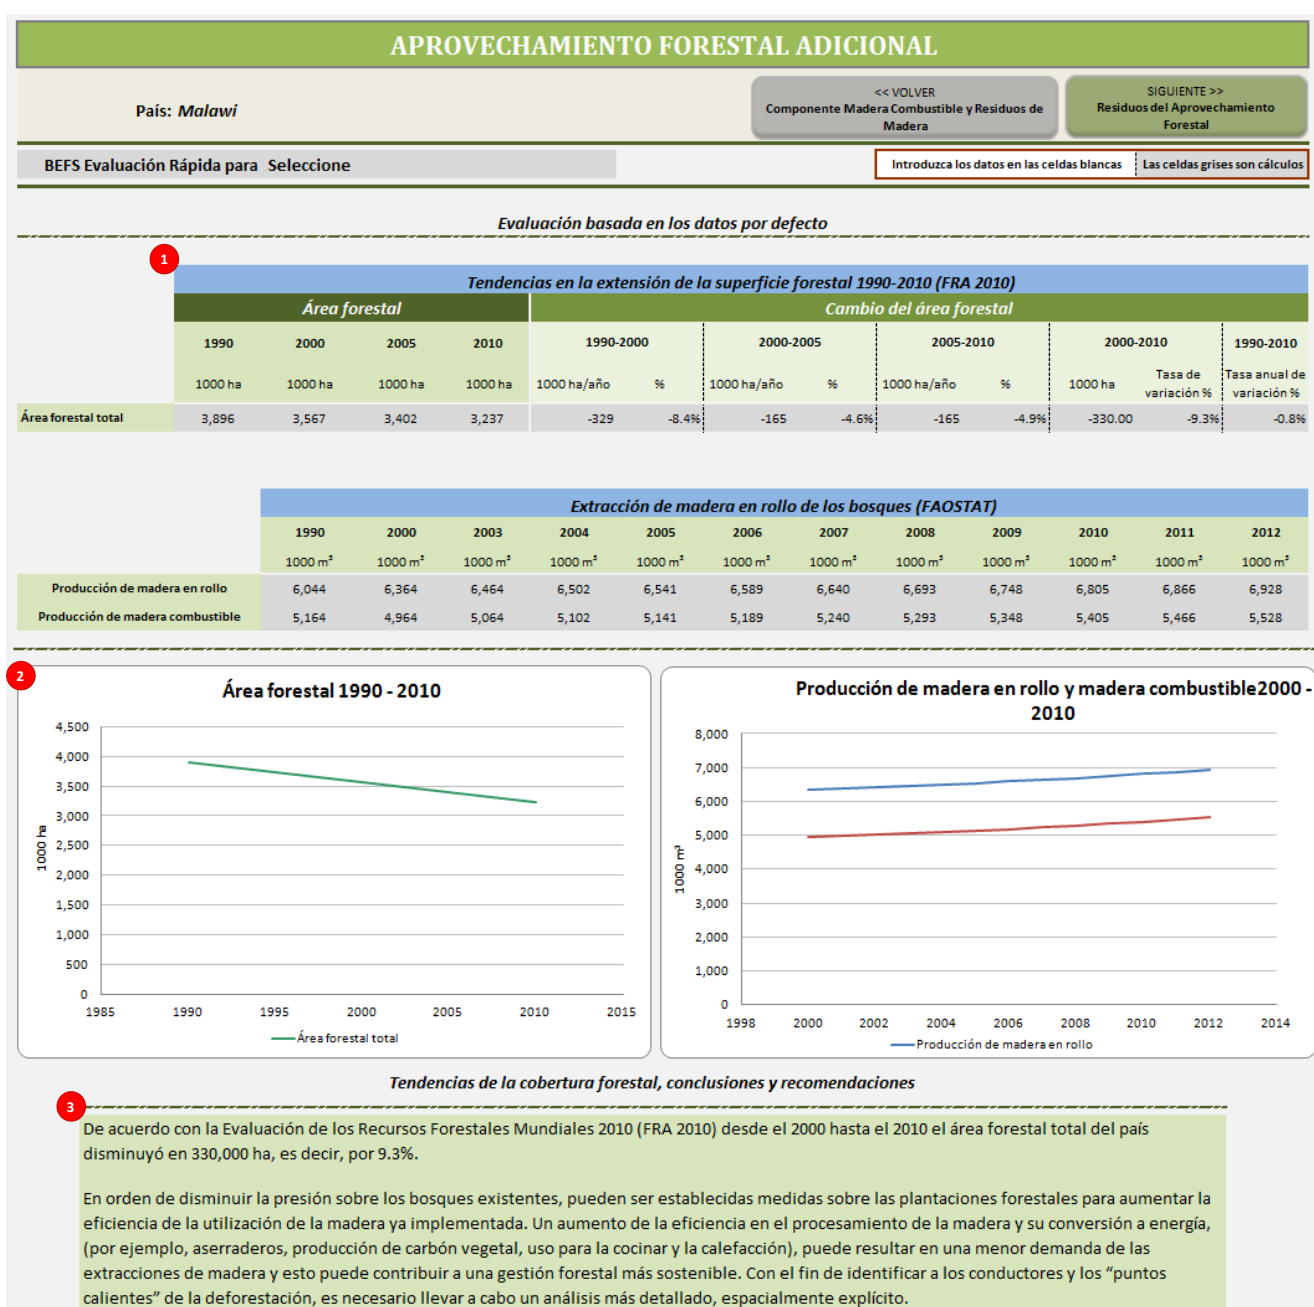 APROVECHAMIENTO FORESTAL ADICIONAL
País: Malawi
<< VOLVER
Componente Madera Combustible y Residuos de
Madera
SIGUIENTE >>
Residuos del Aprovechamiento
Forestal
BEFS Evaluación Rápida para Seleccione
Introduzca los datos en las celdas blancas
Las celdas grises son cálculos
Evaluación basada en los datos por defecto
1
Tendencias en la extensión de la superficie forestal 1990-2010 (FRA 2010)
Área forestal Cambio del área forestal
1990 2000 2005 2010 1990-2000 2000-2005 2005-2010 2000-2010 1990-2010
1000 ha 1000 ha 1000 ha 1000 ha 1000 ha/año % 1000 ha/año % 1000 ha/año % 1000 ha Tasa de variación % Tasa anual de variación %
Área forestal total 3,896 3,567 3,402 3,237 -329 -8.4% -165 -4.6% -165 -4.9% -330.00 -9.3% -0.8%
Extracción de madera en rollo de los bosques (FAOSTAT)
1990 2000 2003 2004 2005 2006 2007 2008 2009 2010 2011 2012
1000 m³ 1000 m³ 1000 m³ 1000 m³ 1000 m³ 1000 m³ 1000 m³ 1000 m³ 1000 m³ 1000 m³ 1000 m³ 1000 m³
Producción de madera en rollo 6,044 6,364 6,464 6,502 6,541 6,589 6,640 6,693 6,748 6,805 6,866 6,928
Producción de madera combustible 5,164 4,964 5,064 5,102 5,141 5,189 5,240 5,293 5,348 5,405 5,466 5,528
2
Área forestal 1990 - 2010
4,500
4,000
3,500
3,000
2,500
2,000
1,500
1,000
500
0
1000 ha
1985 1990 1995 2000 2005 2010 2015
Área forestal total
Producción de madera en rollo y madera combustible2000 -
2010
8,000
7,000
6,000
5,000
4,000
3,000
2,000
1,000
0
1000 m³
1998 2000 2002 2004 2006 2008 2010 2012 2014
Producción de madera en rollo
Tendencias de la cobertura forestal, conclusiones y recomendaciones
3
De acuerdo con la Evaluación de los Recursos Forestales Mundiales 2010 (FRA 2010) desde el 2000 hasta el 2010 el área forestal total del país
disminuyó en 330,000 ha, es decir, por 9.3%.
En orden de disminuir la presión sobre los bosques existentes, pueden ser establecidas medidas sobre las plantaciones forestales para aumentar la
eficiencia de la utilización de la madera ya implementada. Un aumento de la eficiencia en el procesamiento de la madera y su conversión a energía,
(por ejemplo, aserraderos, producción de carbón vegetal, uso para la cocinar y la calefacción), puede resultar en una menor demanda de las
extracciones de madera y esto puede contribuir a una gestión forestal más sostenible. Con el fin de identificar a los conductores y los “puntos
calientes” de la deforestación, es necesario llevar a cabo un análisis más detallado, espacialmente explícito.